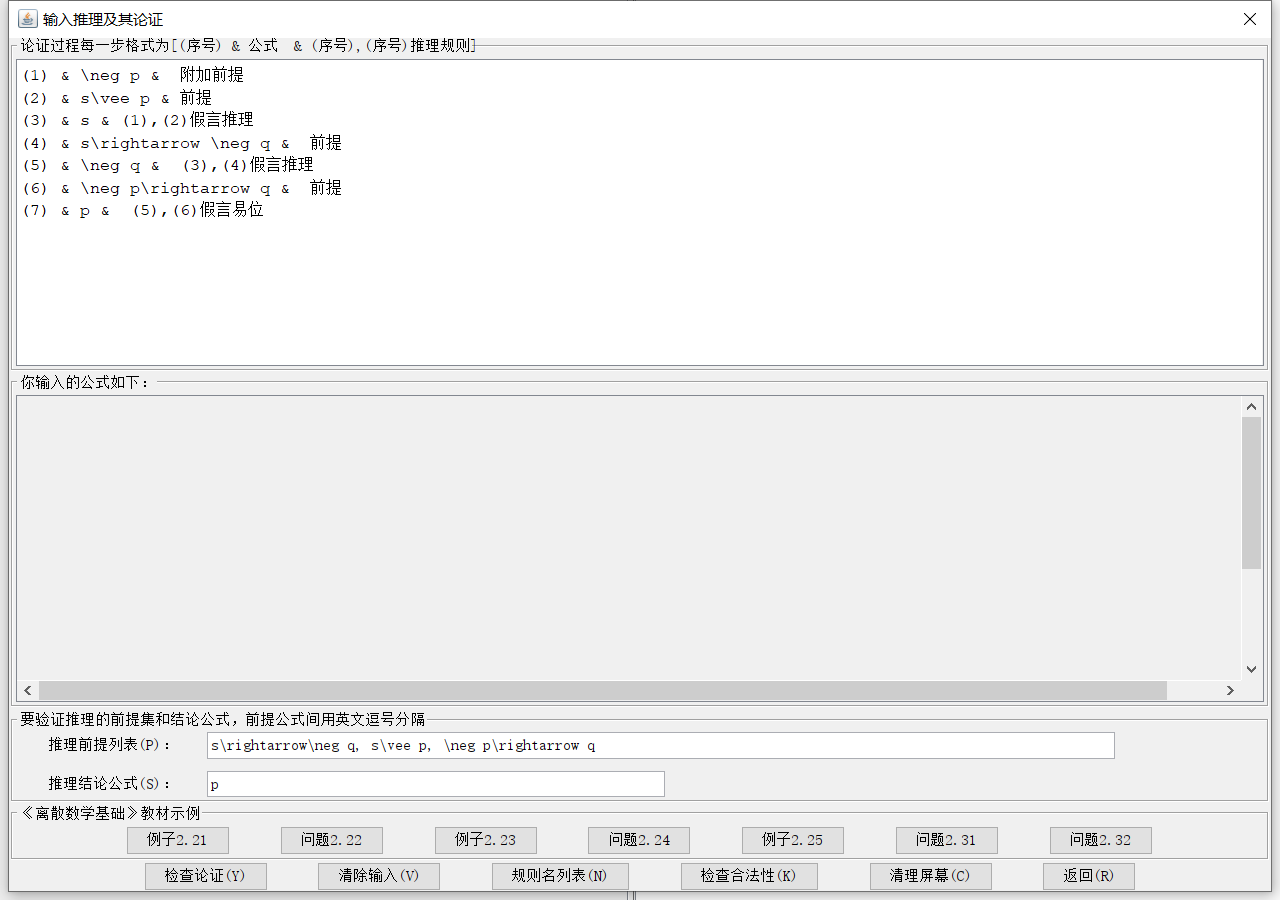 输入推理及其论证
论证过程每一步格式为[(序号) & 公式 & (序号),(序号)推理规则]
(1) & \neg p & 附加前提
(2) & s\vee p & 前提
(3) & s & (1),(2)假言推理
(4) & s\rightarrow \neg q & 前提
(5) & \neg q & (3),(4)假言推理
(6) & \neg p\rightarrow q & 前提
(7) & p & (5),(6)假言易位
你输入的公式如下：
要验证推理的前提集和结论公式，前提公式间用英文逗号分隔
推理前提列表(P)： s\rightarrow\neg q, s\vee p, \neg p\rightarrow q
推理结论公式(S)： p
《离散数学基础》教材示例
例子2.21 问题2.22 例子2.23 问题2.24 例子2.25 问题2.31 问题2.32
检查论证(Y) 清除输入(V) 规则名列表(N) 检查合法性(K) 清理屏幕(C) 返回(R)